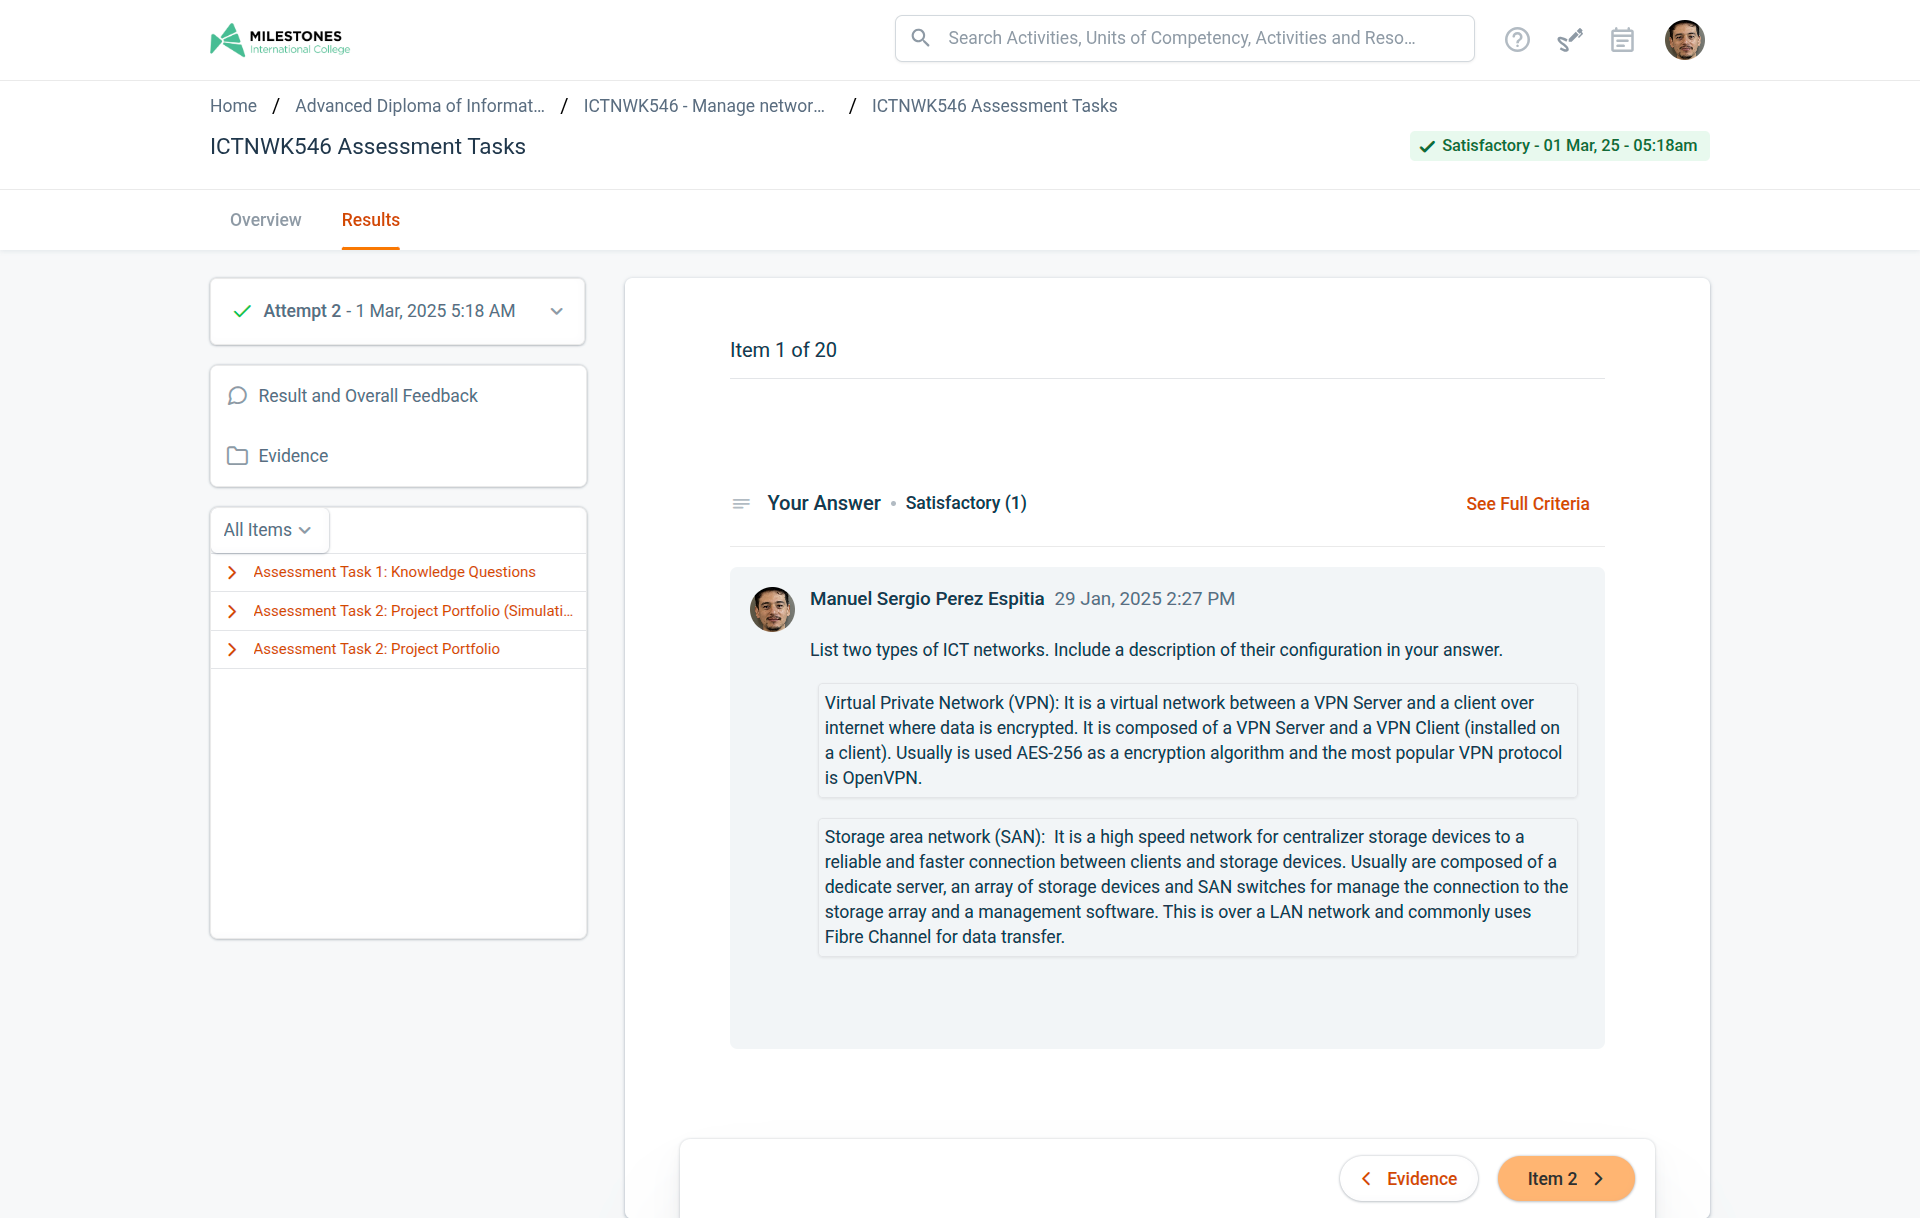 MILESTONES
International College
Search Activities, Units of Competency, Activities and Reso...
Home / Advanced Diploma of Informat... / ICTNWK546 - Manage networ... / ICTNWK546 Assessment Tasks
ICTNWK546 Assessment Tasks
Satisfactory - 01 Mar, 25 - 05:18am
Overview
Results
Attempt 2 - 1 Mar, 2025 5:18 AM
Result and Overall Feedback
Evidence
All Items
Assessment Task 1: Knowledge Questions
Assessment Task 2: Project Portfolio (Simulati...
Assessment Task 2: Project Portfolio
Item 1 of 20
Your Answer • Satisfactory (1)
See Full Criteria
Manuel Sergio Perez Espitia 29 Jan, 2025 2:27 PM
List two types of ICT networks. Include a description of their configuration in your answer.
Virtual Private Network (VPN): It is a virtual network between a VPN Server and a client over
internet where data is encrypted. It is composed of a VPN Server and a VPN Client (installed on
a client). Usually is used AES-256 as a encryption algorithm and the most popular VPN protocol
is OpenVPN.
Storage area network (SAN):  It is a high speed network for centralizer storage devices to a
reliable and faster connection between clients and storage devices. Usually are composed of a
dedicate server, an array of storage devices and SAN switches for manage the connection to the
storage array and a management software. This is over a LAN network and commonly uses
Fibre Channel for data transfer.
Evidence
Item 2